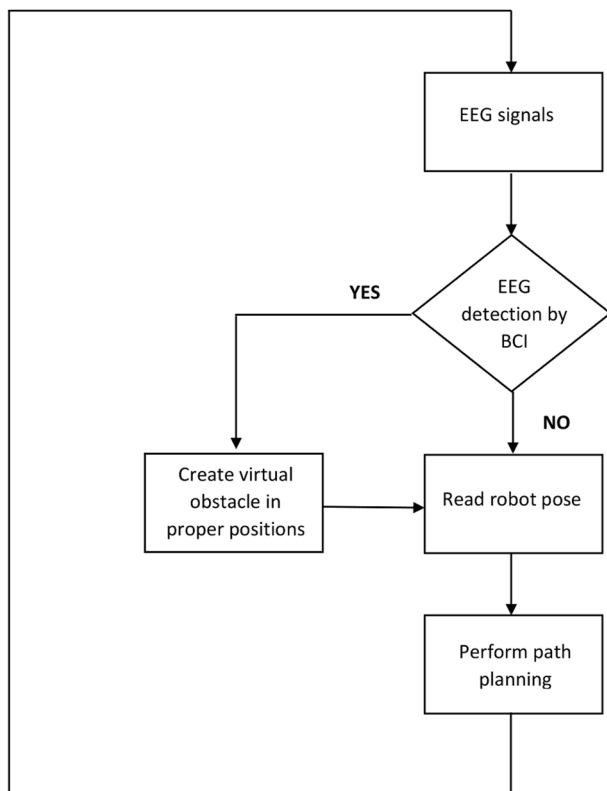 EEG signals
EEG
detection by
BCI
YES
NO
Create virtual
obstacle in
proper positions
Read robot pose
Perform path
planning